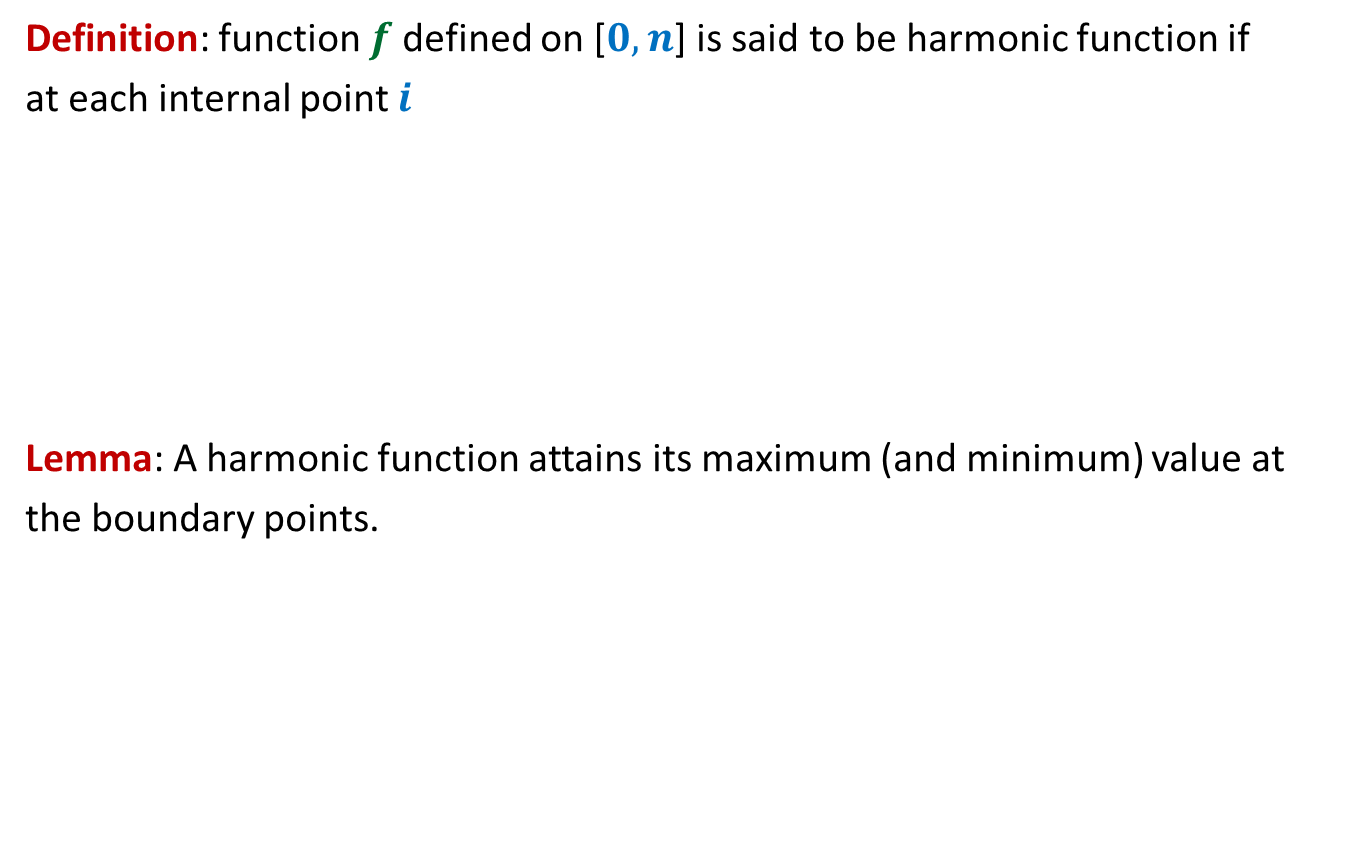 Definition: function f defined on [0, n] is said to be harmonic function if
at each internal point i
Lemma: A harmonic function attains its maximum (and minimum) value at
the boundary points.